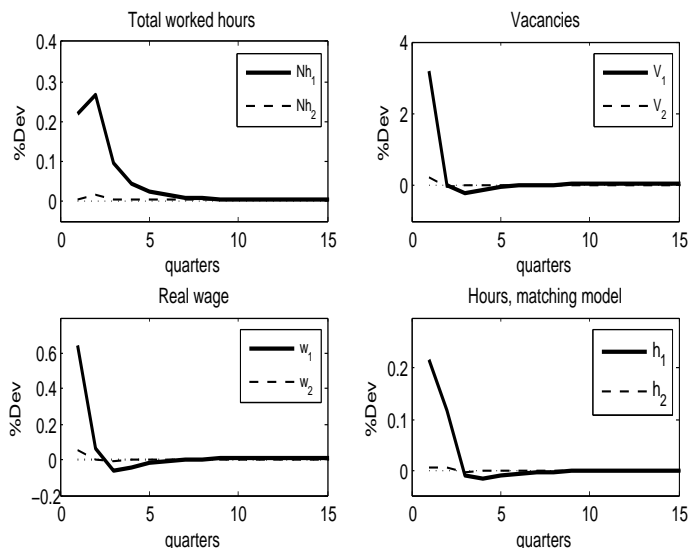 Total worked hours
%Dev
0.4
0.3
0.2
0.1
0
0 5 10 15
quarters
Nh1
Nh2
Vacancies
%Dev
4
2
0
0 5 10 15
quarters
V1
V2
Real wage
%Dev
0.6
0.4
0.2
0
-0.2
0 5 10 15
quarters
w1
w2
Hours, matching model
%Dev
0.2
0.1
0
0 5 10 15
quarters
h1
h2